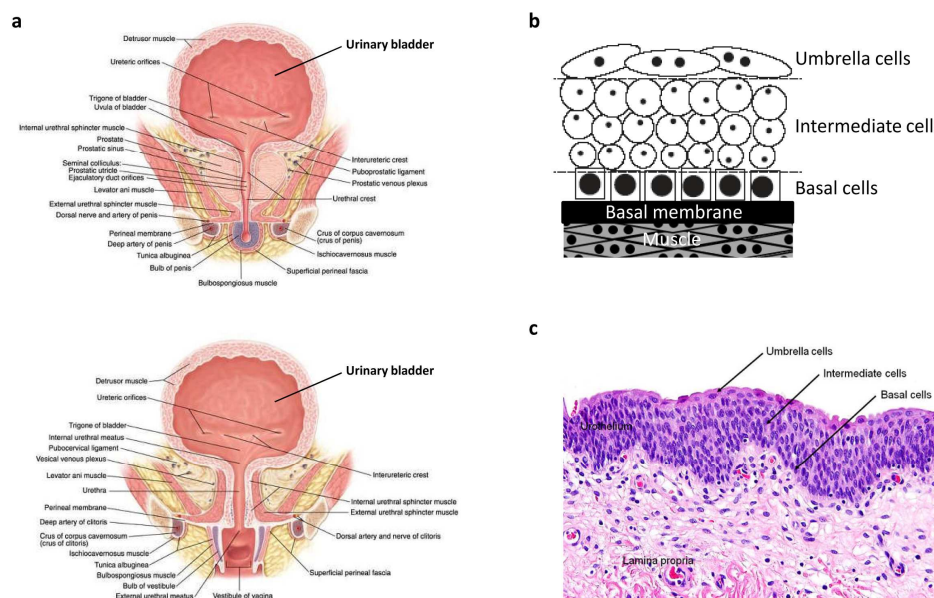 a
Detrusor muscle
Ureteric orifices
Urinary bladder
Trigone of bladder
Uvula of bladder
Internal urethral sphincter muscle
Prostate
Prostatic sinus
Seminal colliculus:
Prostatic utricle
Ejaculatory duct orifices
Levator ani muscle
External urethral sphincter muscle
Dorsal nerve and artery of penis
Perineal membrane
Deep artery of penis
Tunica albuginea
Bulb of penis
Bulbospongiosus muscle
Interureteric crest
Puboprostatic ligament
Prostatic venous plexus
Urethral crest
Crus of corpus cavernosum
(crus of penis)
Ischiocavernosus muscle
Superficial perineal fascia
Detrusor muscle
Ureteric orifices
Urinary bladder
Trigone of bladder
Internal urethral meatus
Pubocervical ligament
Vesical venous plexus
Levator ani muscle
Urethra
Perineal membrane
Deep artery of clitoris
Crus of corpus cavernosum
(crus of clitoris)
Ischiocavernosus muscle
Tunica albuginea
Bulbospongiosus muscle
Bulb of vestibule
External urethral meatus
Vestibule of vagina
Interureteric crest
Internal urethral sphincter muscle
External urethral sphincter muscle
Dorsal artery and nerve of clitoris
Superficial perineal fascia
b
Umbrella cells
Intermediate cell
Basal cells
Basal membrane
Muscle
c
Umbrella cells
Intermediate cells
Basal cells
Urothelium
Lamina propria